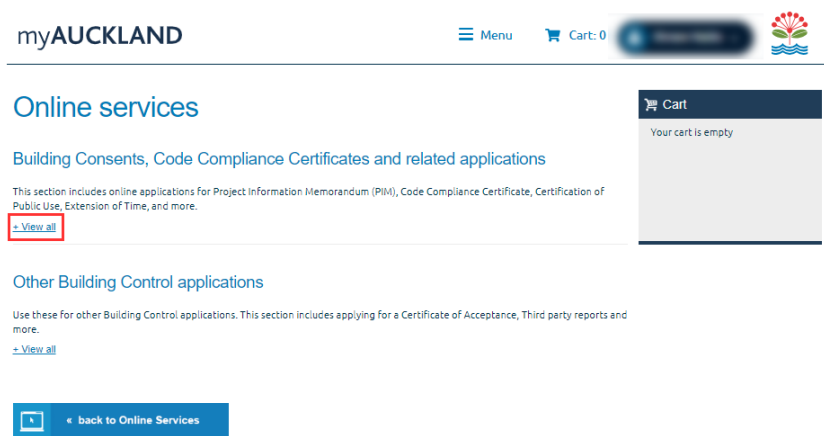 myAUCKLAND
Menu
Cart: 0
Online services
Building Consents, Code Compliance Certificates and related applications
This section includes online applications for Project Information Memorandum (PIM), Code Compliance Certificate, Certification of
Public Use, Extension of Time, and more.
+ View all
Other Building Control applications
Use these for other Building Control applications. This section includes applying for a Certificate of Acceptance, Third party reports and
more.
+ View all
« back to Online Services
Cart
Your cart is empty